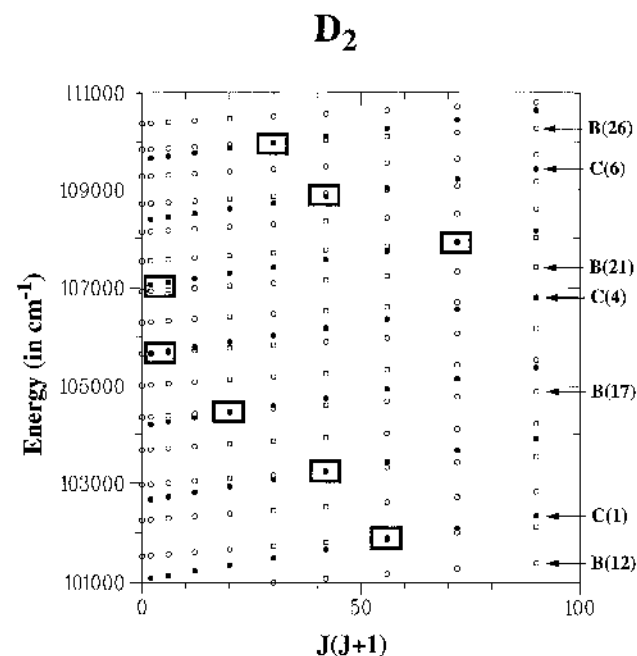 D2
111000
B(26)
C(6)
109000
B(21)
107000
C(4)
Energy (in cm-1)
105000
B(17)
103000
C(1)
B(12)
101000
0
50
100
J(J+1)